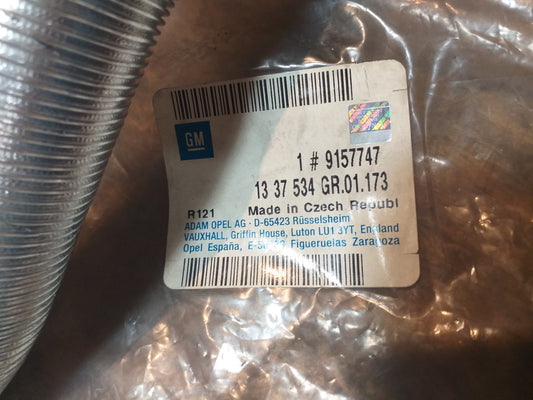 GM
1 # 9157747
13 37 534 GR.01.173
R121 Made in Czech Republ
ADAM OPEL AG · D-65423 Rüsselsheim
VAUXHALL, Griffin House, Luton LU1 3YT, England
Opel España, Figueruelas Zaragoza